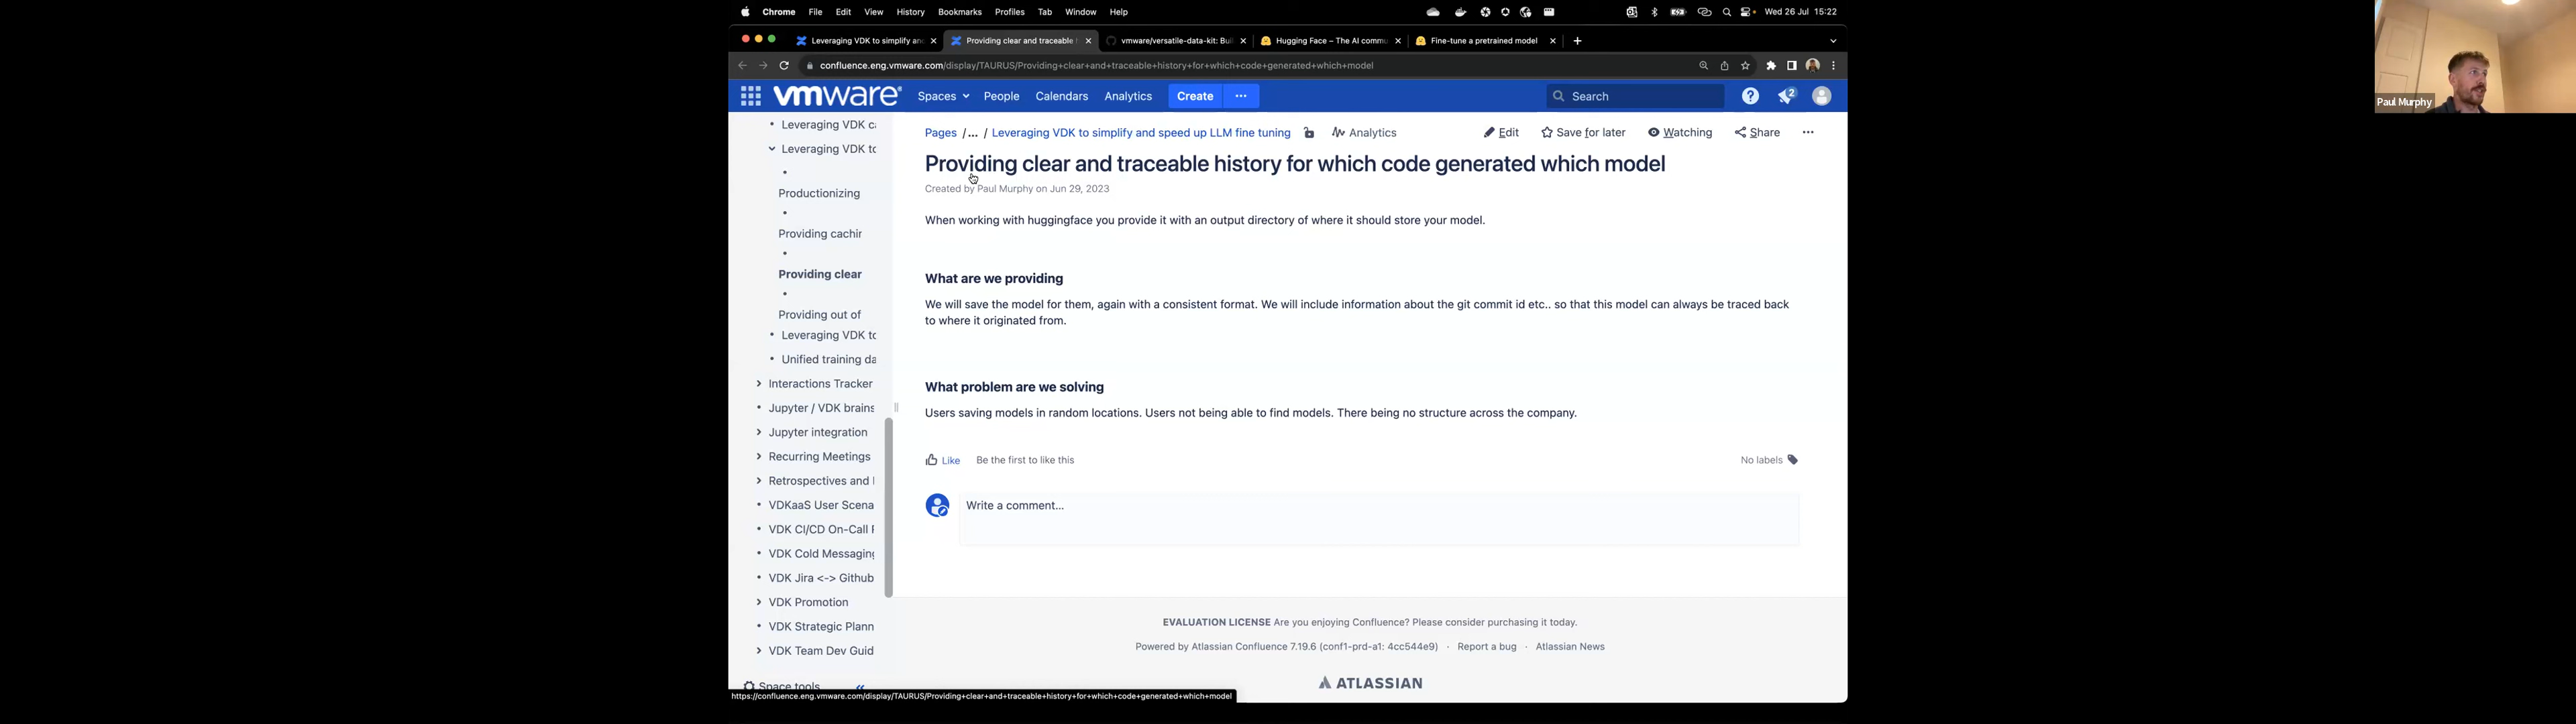 Chrome File Edit View History Bookmarks Profiles Tab Window Help
Wed 26 Jul 15:22
Leveraging VDK to simplify an
Providing clear and traceable
vmware/versatile-data-kit: Bui
Hugging Face – The AI commu
Fine-tune a pretrained model
confluence.eng.vmware.com/display/TAURUS/Providing+clear+and+traceable+history+for+which+code+generated+which+model
vmware
Spaces People Calendars Analytics Create ... Search
2
Leveraging VDK ca
Leveraging VDK to
Productionizing
Providing cachin
Providing clear
Providing out of
Leveraging VDK to
Unified training da
Interactions Tracker
Jupyter / VDK brains
Jupyter integration
Recurring Meetings
Retrospectives and
VDKaaS User Scena
VDK CI/CD On-Call
VDK Cold Messaging
VDK Jira <-> Github
VDK Promotion
VDK Strategic Plann
VDK Team Dev Guid
Space tools
Pages /... / Leveraging VDK to simplify and speed up LLM fine tuning Analytics
Edit Save for later Watching Share ...
Providing clear and traceable history for which code generated which model
Created by Paul Murphy on Jun 29, 2023
When working with huggingface you provide it with an output directory of where it should store your model.
What are we providing
We will save the model for them, again with a consistent format. We will include information about the git commit id etc.. so that this model can always be traced back
to where it originated from.
What problem are we solving
Users saving models in random locations. Users not being able to find models. There being no structure across the company.
Like Be the first to like this
No labels
Write a comment...
EVALUATION LICENSE Are you enjoying Confluence? Please consider purchasing it today.
Powered by Atlassian Confluence 7.19.6 (conf1-prd-a1: 4cc544e9) · Report a bug · Atlassian News
ATLASSIAN
https://confluence.eng.vmware.com/display/TAURUS/Providing+clear+and+traceable+history+for+which+code+generated+which+model
Paul Murphy